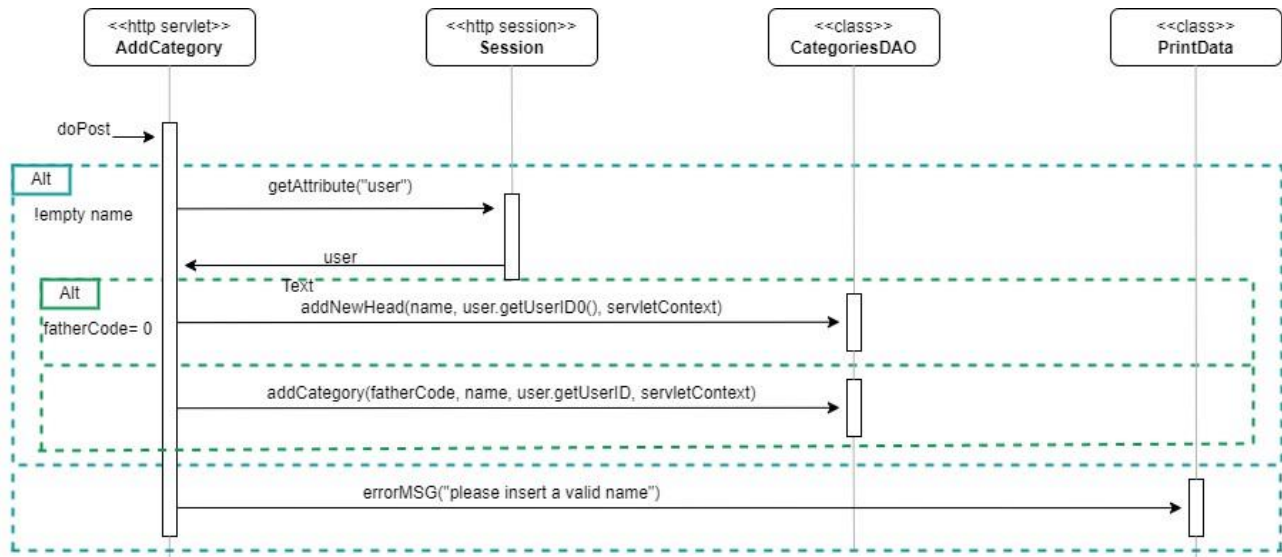 <<http servlet>>
AddCategory
<<http session>>
Session
<<class>>
CategoriesDAO
<<class>>
PrintData
doPost
Alt
getAttribute("user")
!empty name
user
Text
Alt
addNewHead(name, user.getUserID0(), servletContext)
fatherCode= 0
addCategory(fatherCode, name, user.getUserID, servletContext)
errorMSG("please insert a valid name")